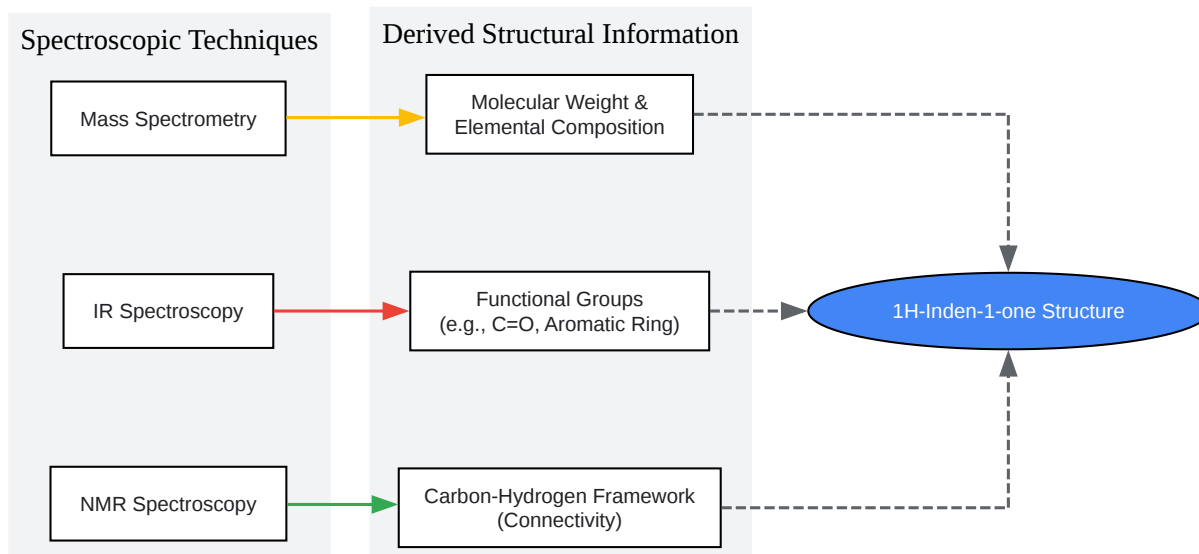 Spectroscopic Techniques
Derived Structural Information
Mass Spectrometry
Molecular Weight &
Elemental Composition
IR Spectroscopy
Functional Groups
(e.g., C=O, Aromatic Ring)
1H-Inden-1-one Structure
NMR Spectroscopy
Carbon-Hydrogen Framework
(Connectivity)